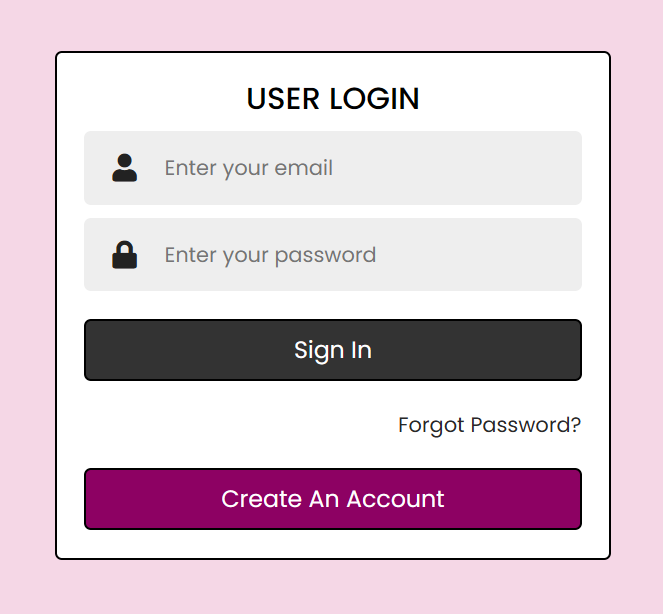 USER LOGIN
Enter your email
Enter your password
Sign In
Forgot Password?
Create An Account